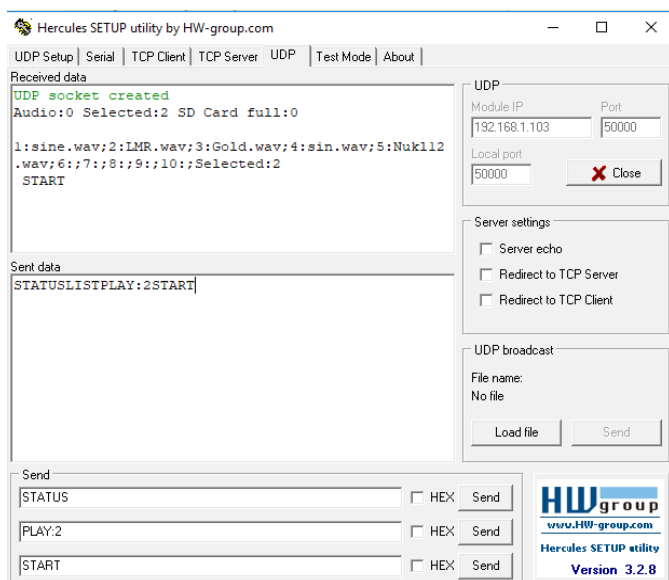 Hercules SETUP utility by HW-group.com
UDP Setup Serial TCP Client TCP Server UDP Test Mode About
Received data
UDP socket created
Audio:0 Selected:2 SD Card full:0
1:sine.wav;2:LMR.wav;3:Gold.wav;4:sin.wav;5:Nukl12
.wav;6:;7:;8:;9:;10:;Selected:2
START
Sent data
STATUSLISTPLAY:2START
UDP
Module IP Port
192.168.1.103 50000
Local port
50000 Close
Server settings
Server echo
Redirect to TCP Server
Redirect to TCP Client
UDP broadcast
File name:
No file
Load file Send
Send
STATUS HEX Send
PLAY:2 HEX Send
START HEX Send
HW group
www.HW-group.com
Hercules SETUP utility
Version 3.2.8